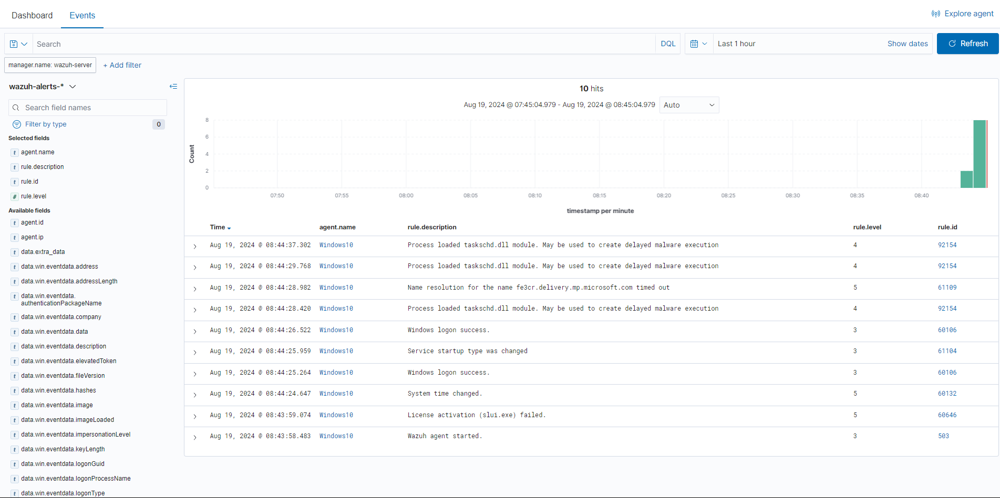 Dashboard
Events
Explore agent
Search
DQL
Last 1 hour
Show dates
Refresh
manager.name: wazuh-server
+ Add filter
wazuh-alerts-*
Search field names
Filter by type
0
Selected fields
t agent.name
t rule.description
t rule.id
# rule.level
Available fields
t agent.id
t agent.ip
t data.extra_data
t data.win.eventdata.address
t data.win.eventdata.addressLength
t data.win.eventdata.
authenticationPackageName
t data.win.eventdata.company
t data.win.eventdata.data
t data.win.eventdata.description
t data.win.eventdata.elevatedToken
t data.win.eventdata.fileVersion
t data.win.eventdata.hashes
t data.win.eventdata.image
t data.win.eventdata.imageLoaded
t data.win.eventdata.impersonationLevel
t data.win.eventdata.keyLength
t data.win.eventdata.logonGuid
t data.win.eventdata.logonProcessName
t data.win.eventdata.logonType
10 hits
Aug 19, 2024 @ 07:45:04.979 - Aug 19, 2024 @ 08:45:04.979 Auto
Count
8
6
4
2
0
07:50 07:55 08:00 08:05 08:10 08:15 08:20 08:25 08:30 08:35 08:40
timestamp per minute
Time agent.name rule.description rule.level rule.id
Aug 19, 2024 @ 08:44:37.302 Windows10 Process loaded taskschd.dll module. May be used to create delayed malware execution 4 92154
Aug 19, 2024 @ 08:44:29.768 Windows10 Process loaded taskschd.dll module. May be used to create delayed malware execution 4 92154
Aug 19, 2024 @ 08:44:28.982 Windows10 Name resolution for the name fe3cr.delivery.mp.microsoft.com timed out 5 61109
Aug 19, 2024 @ 08:44:28.420 Windows10 Process loaded taskschd.dll module. May be used to create delayed malware execution 4 92154
Aug 19, 2024 @ 08:44:26.522 Windows10 Windows logon success. 3 60106
Aug 19, 2024 @ 08:44:25.959 Windows10 Service startup type was changed 3 61104
Aug 19, 2024 @ 08:44:25.264 Windows10 Windows logon success. 3 60106
Aug 19, 2024 @ 08:44:24.647 Windows10 System time changed. 5 60132
Aug 19, 2024 @ 08:43:59.074 Windows10 License activation (slui.exe) failed. 5 60646
Aug 19, 2024 @ 08:43:58.483 Windows10 Wazuh agent started. 3 503